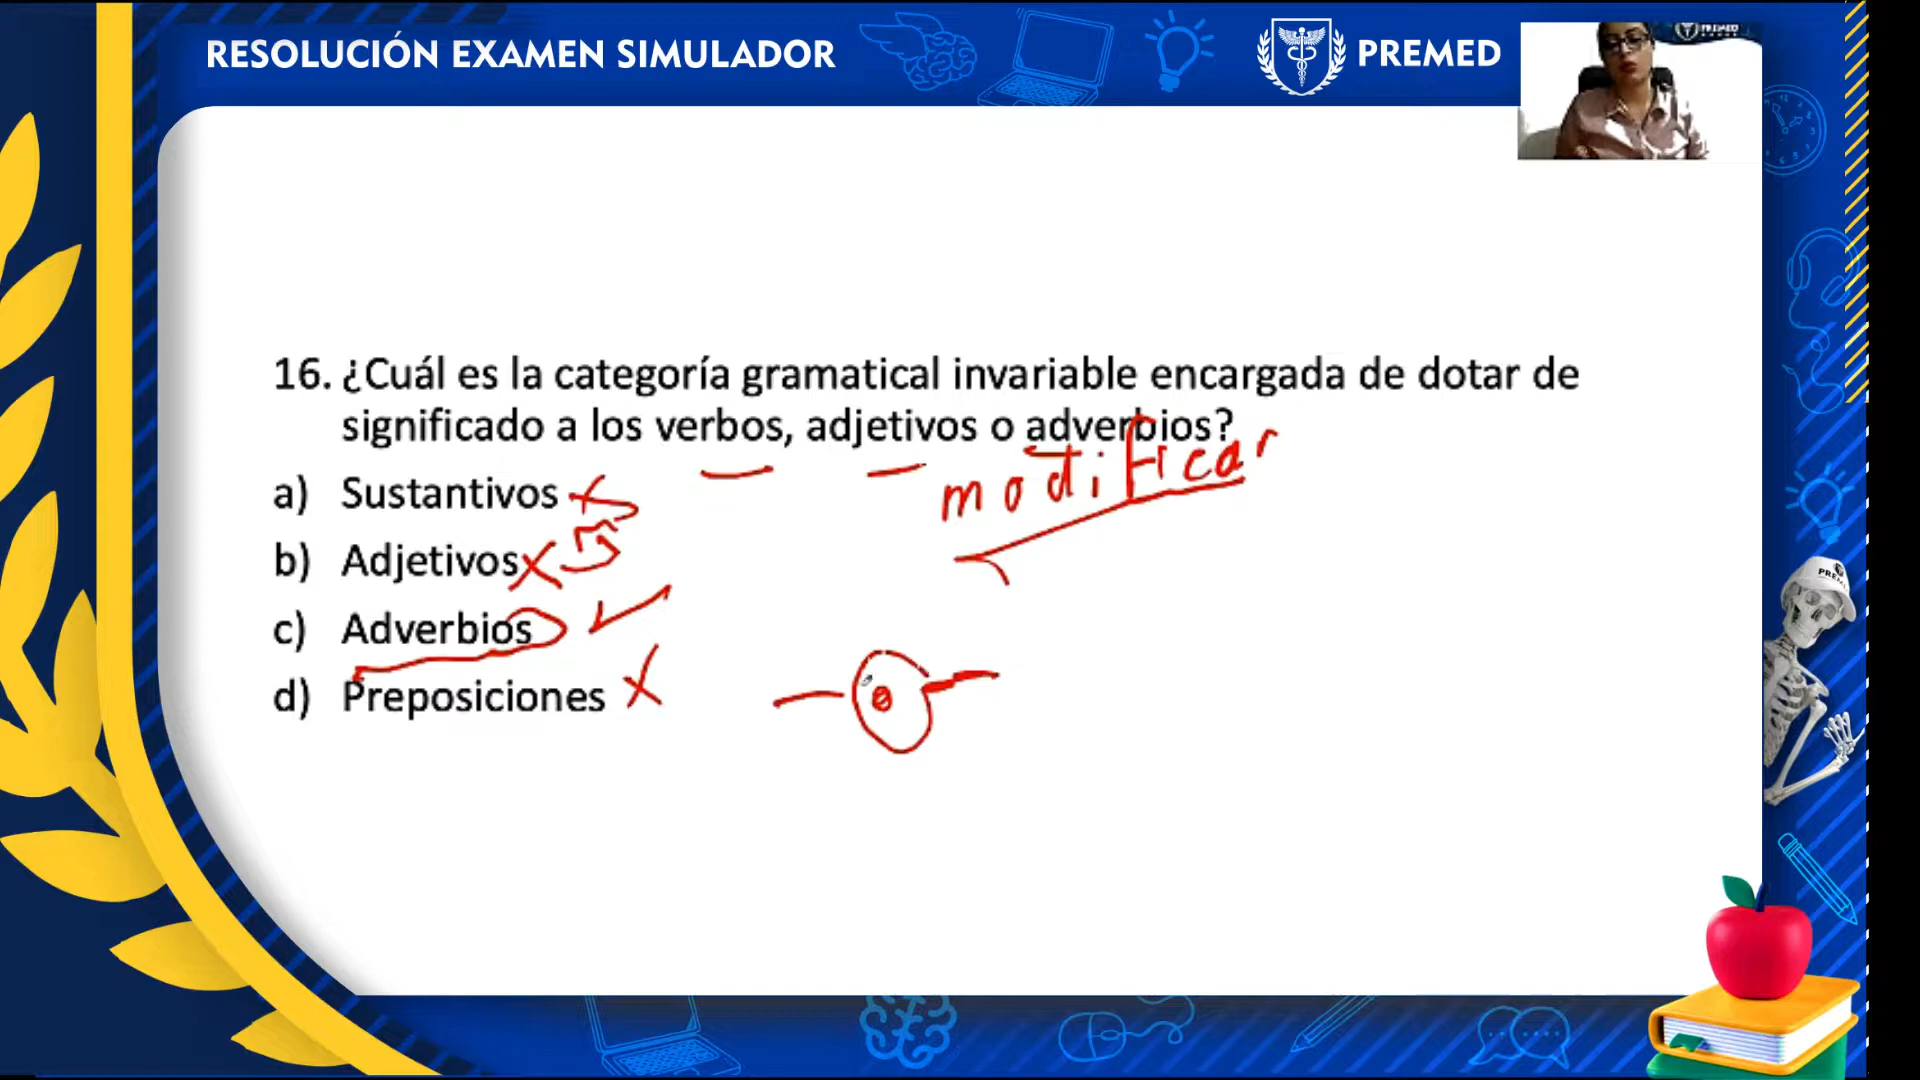 RESOLUCIÓN EXAMEN SIMULADOR
PREMED
PREMED
16. ¿Cuál es la categoría gramatical invariable encargada de dotar de
significado a los verbos, adjetivos o adverbios?
modificar
a) Sustantivos
b) Adjetivos
c) Adverbios
d) Preposiciones